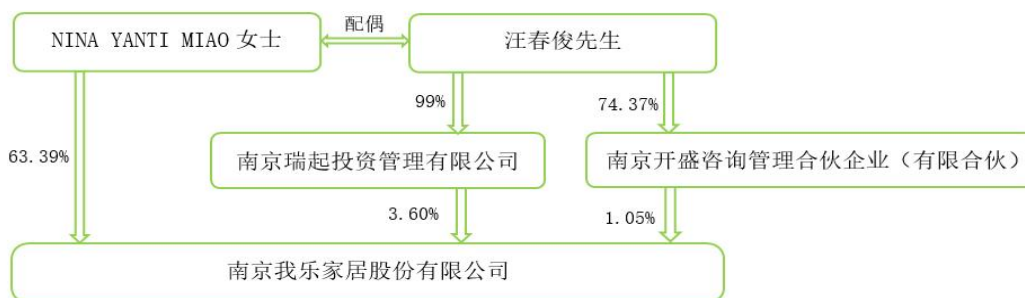 配偶
NINA YANTI MIAO 女士
汪春俊先生
99%
74.37%
63.39%
南京瑞起投资管理有限公司
南京开盛咨询管理合伙企业（有限合伙）
3.60%
1.05%
南京我乐家居股份有限公司